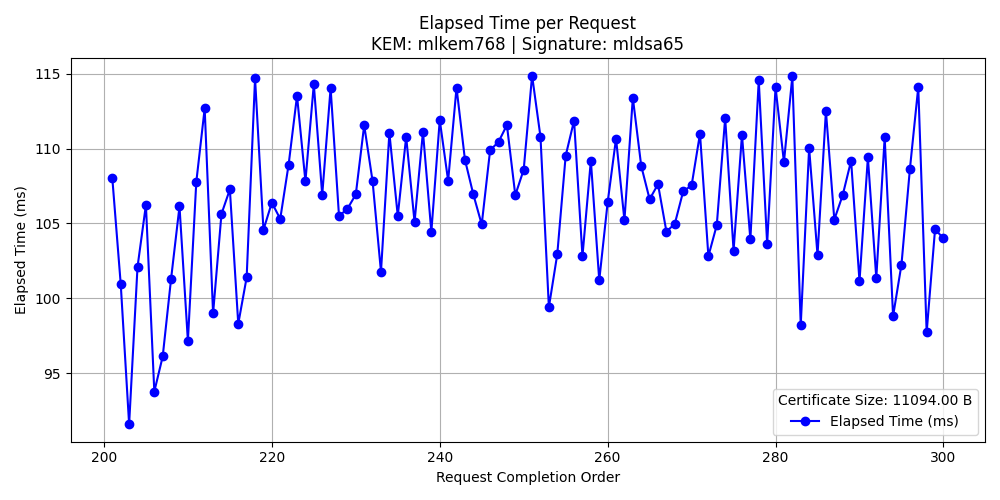 Elapsed Time per Request
KEM: mlkem768 | Signature: mldsa65
Elapsed Time (ms)
115
110
105
100
95
200
220
240
260
280
300
Request Completion Order
Certificate Size: 11094.00 B
Elapsed Time (ms)